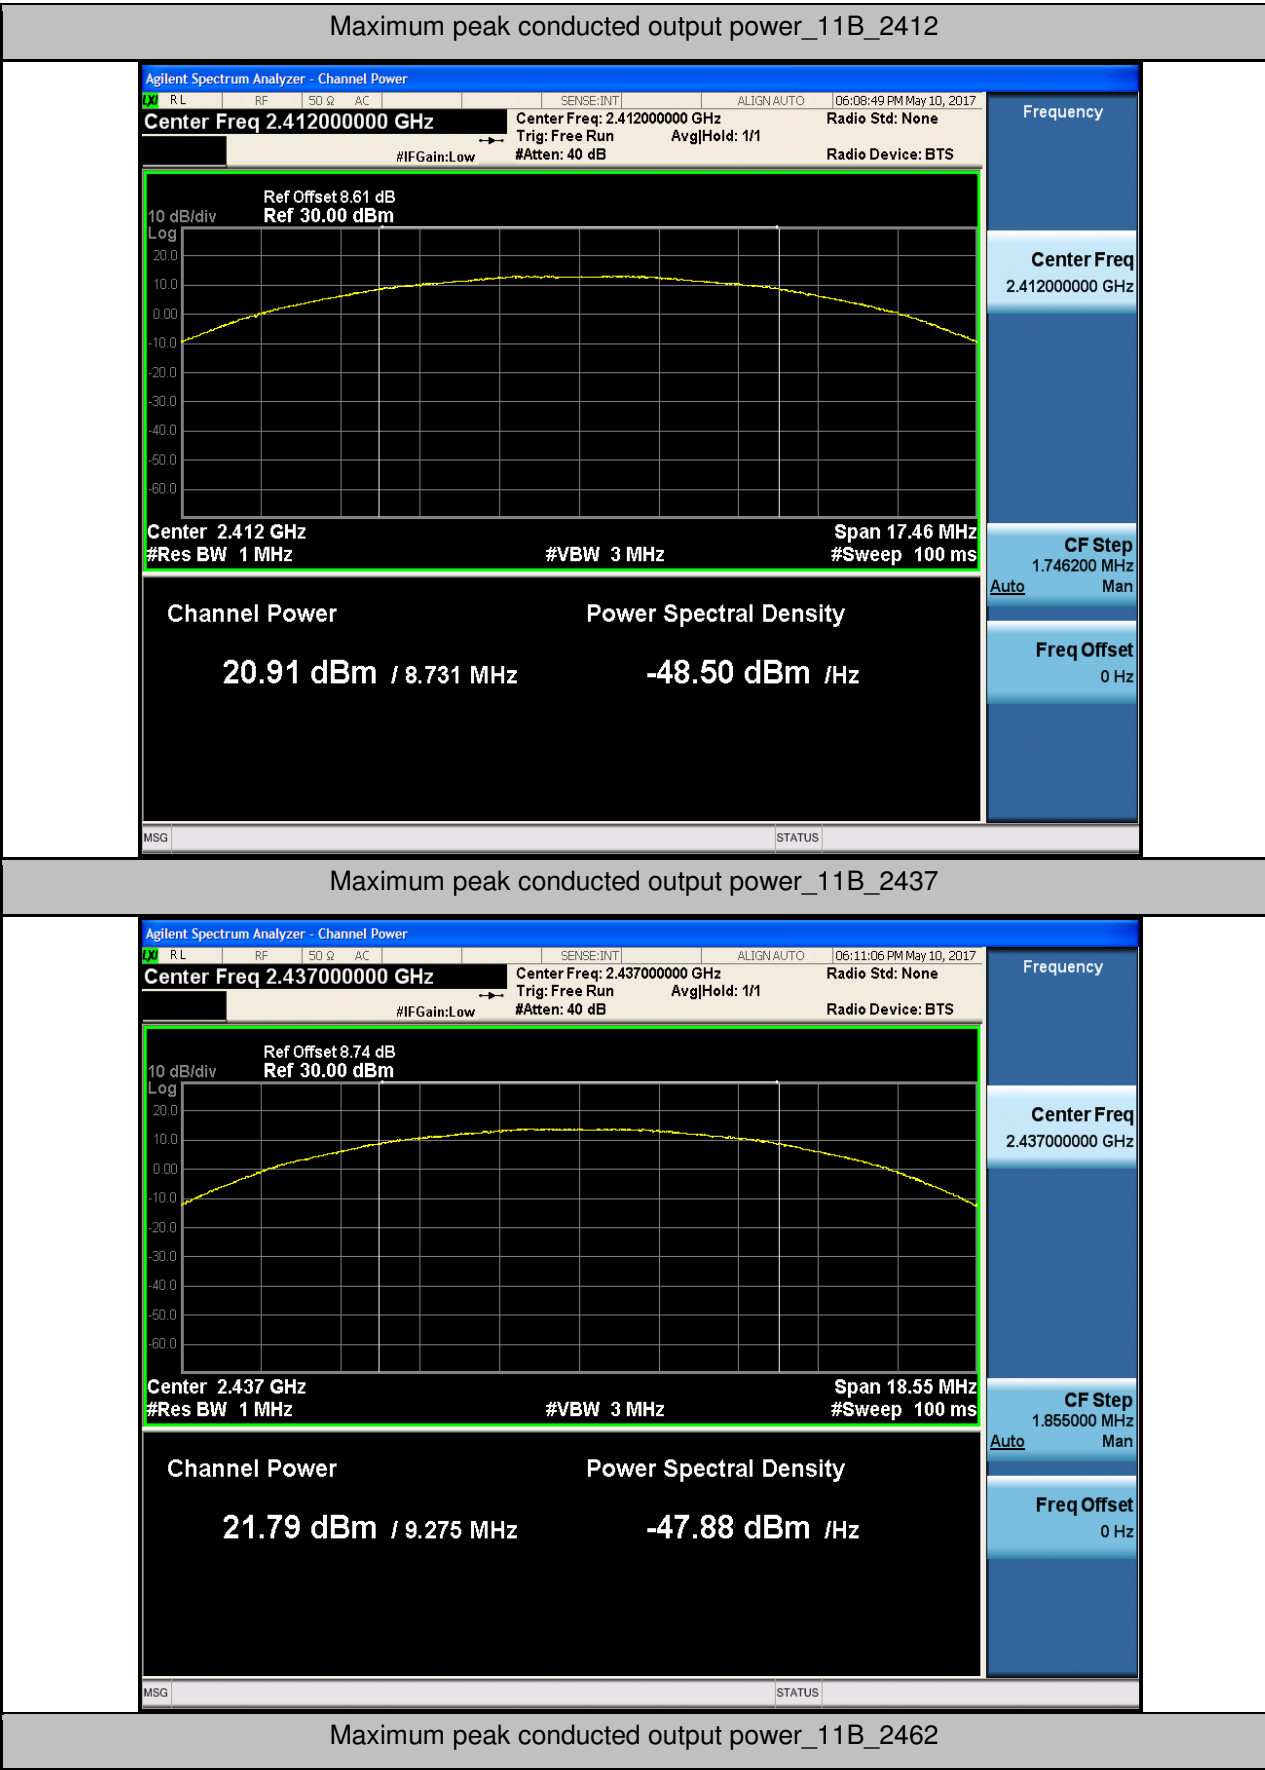 Maximum peak conducted output power_11B_2412
Agilent Spectrum Analyzer - Channel Power
LXI RL RF 50 Ω AC SENSE:INT ALIGN AUTO 06:08:49 PM May 10, 2017
Center Freq 2.412000000 GHz
Center Freq: 2.412000000 GHz Radio Std: None
Trig: Free Run Avg|Hold: 1/1
#IFGain:Low #Atten: 40 dB Radio Device: BTS
Frequency
Ref Offset 8.61 dB
10 dB/div Ref 30.00 dBm
Log
20.0
10.0
0.00
-10.0
-20.0
-30.0
-40.0
-50.0
-60.0
Center 2.412 GHz Span 17.46 MHz
#Res BW 1 MHz #VBW 3 MHz #Sweep 100 ms
Center Freq
2.412000000 GHz
CF Step
1.746200 MHz
Auto Man
Freq Offset
0 Hz
Channel Power Power Spectral Density
20.91 dBm / 8.731 MHz -48.50 dBm /Hz
MSG STATUS
Maximum peak conducted output power_11B_2437
Agilent Spectrum Analyzer - Channel Power
LXI RL RF 50 Ω AC SENSE:INT ALIGN AUTO 06:11:06 PM May 10, 2017
Center Freq 2.437000000 GHz
Center Freq: 2.437000000 GHz Radio Std: None
Trig: Free Run Avg|Hold: 1/1
#IFGain:Low #Atten: 40 dB Radio Device: BTS
Frequency
Ref Offset 8.74 dB
10 dB/div Ref 30.00 dBm
Log
20.0
10.0
0.00
-10.0
-20.0
-30.0
-40.0
-50.0
-60.0
Center 2.437 GHz Span 18.55 MHz
#Res BW 1 MHz #VBW 3 MHz #Sweep 100 ms
Center Freq
2.437000000 GHz
CF Step
1.855000 MHz
Auto Man
Freq Offset
0 Hz
Channel Power Power Spectral Density
21.79 dBm / 9.275 MHz -47.88 dBm /Hz
MSG STATUS
Maximum peak conducted output power_11B_2462